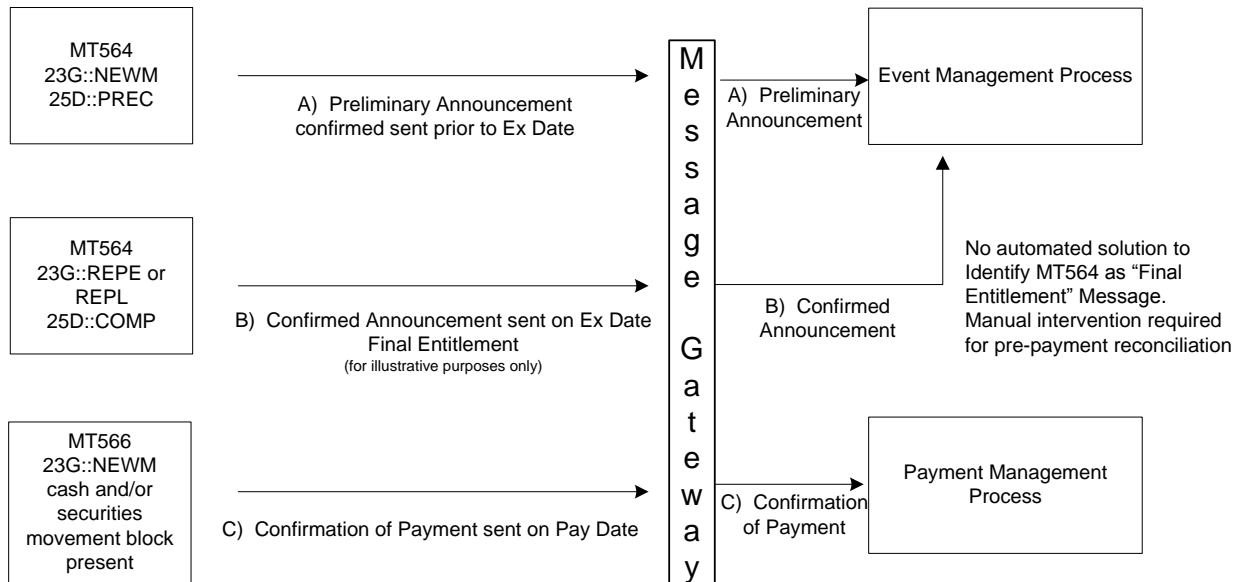 MT564
23G::NEWM
25D::PREC
A) Preliminary Announcement
confirmed sent prior to Ex Date
Message Gateway
A) Preliminary
Announcement
Event Management Process
MT564
23G::REPE or
REPL
25D::COMP
B) Confirmed Announcement sent on Ex Date
Final Entitlement
(for illustrative purposes only)
B) Confirmed
Announcement
No automated solution to
Identify MT564 as “Final
Entitlement” Message.
Manual intervention required
for pre-payment reconciliation
MT566
23G::NEWM
cash and/or
securities
movement block
present
C) Confirmation of Payment sent on Pay Date
C) Confirmation
of Payment
Payment Management
Process